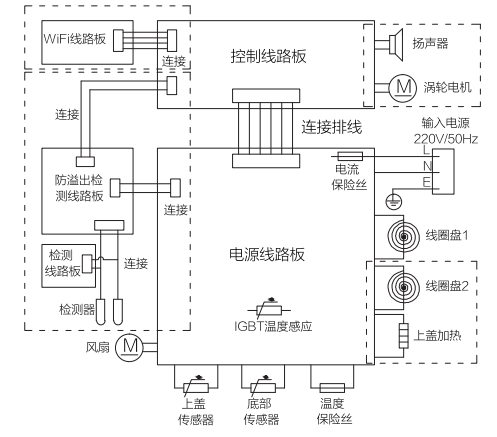 WiFi线路板
连接
控制线路板
扬声器
M
涡轮电机
连接
连接排线
输入电源
220V/50Hz
L
N
E
电流
保险丝
防溢出检
测线路板
连接
电源线路板
线圈盘1
检测
线路板
连接
线圈盘2
检测器
IGBT温度感应
上盖加热
风扇
M
上盖
传感器
底部
传感器
温度
保险丝